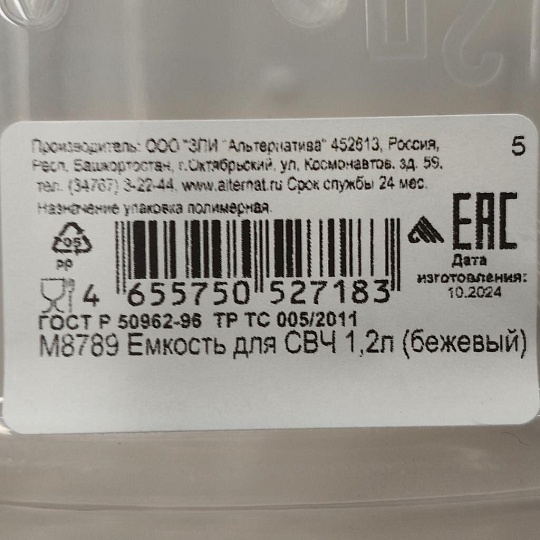 Производитель: ООО "ЗПИ "Альтернатива" 452613, Россия,
Респ. Башкортостан, г.Октябрьский, ул. Космонавтов, зд. 59,
тел. (34767) 3-22-44, www.alternat.ru Срок службы 24 мес.
Назначение упаковка полимерная.
5
05
PP
EAC
Дата
изготовления:
10.2024
4 655750 527183
ГОСТ Р 50962-96 ТР ТС 005/2011
М8789 Емкость для СВЧ 1,2л (бежевый)